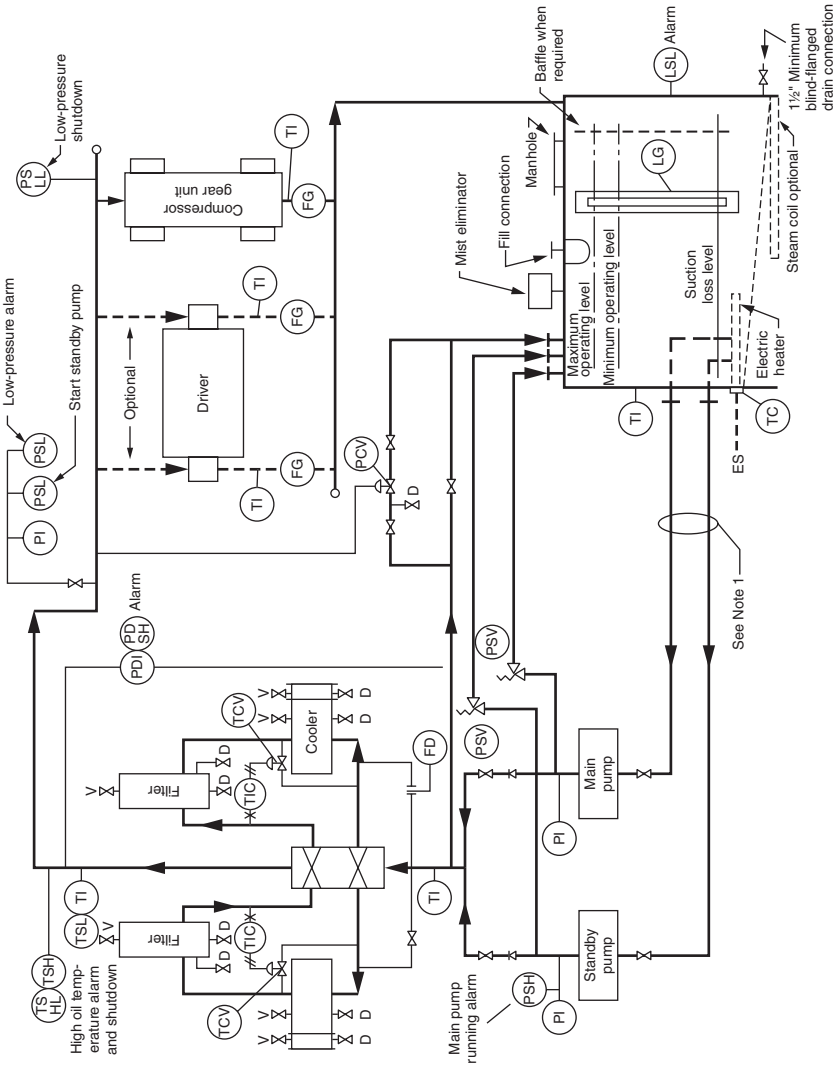 Low-pressure alarm
Start standby pump
PSL
PSL
PI
PS
LL
Low-pressure
shutdown
Optional
Driver
Compressor
gear unit
TI
TI
TI
FG
FG
FG
TS
HL
TSH
High oil temp-
erature alarm
and shutdown
TSL
TI
PDI
PD
SH
Alarm
V
Filter
D
D
V
Filter
D
D
TIC
TIC
TCV
TCV
V
V
D
D
V
V
D
D
Cooler
FD
TI
PCV
D
PSV
PSV
Main pump
running alarm
PSH
PI
PI
Standby
pump
Main
pump
See Note 1
Mist eliminator
Fill connection
Manhole
Baffle when
required
LSL
Alarm
LG
Maximum
operating level
Minimum operating level
Suction
loss level
Electric
heater
TI
TC
ES
Steam coil optional
1½" Minimum
blind-flanged
drain connection